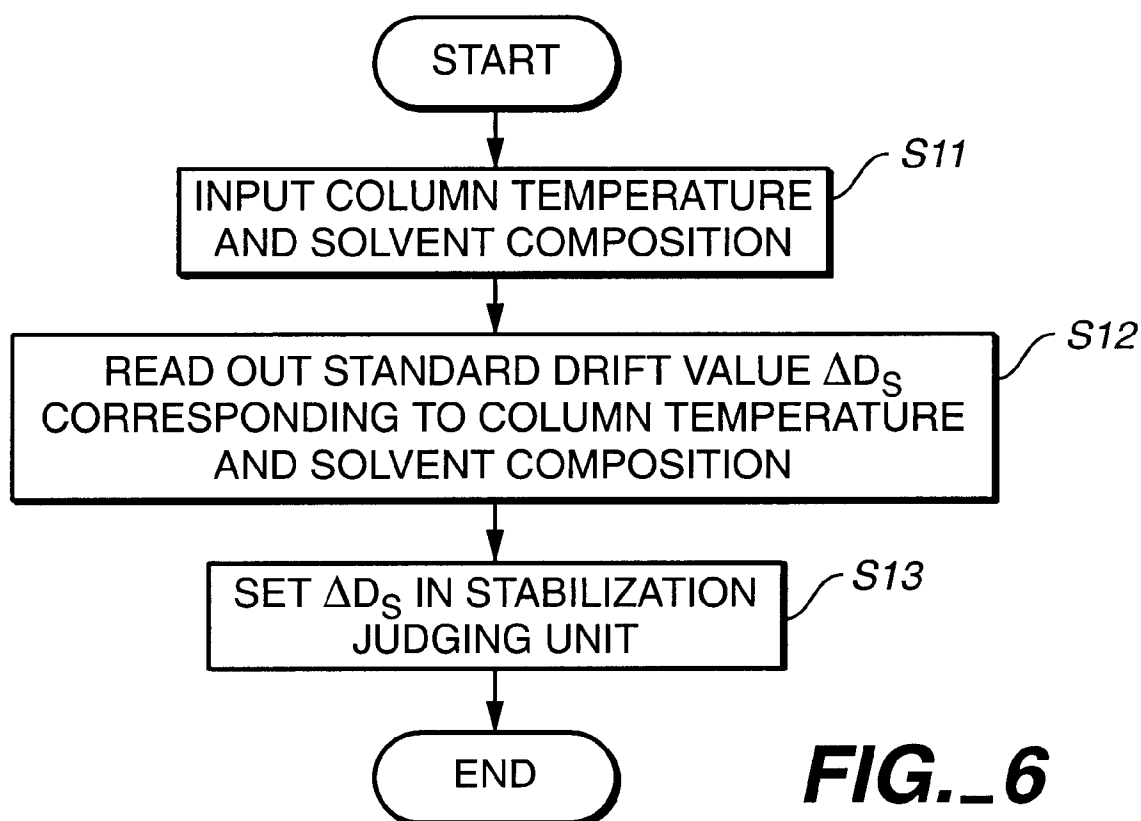 START
S11
INPUT COLUMN TEMPERATURE
AND SOLVENT COMPOSITION
S12
READ OUT STANDARD DRIFT VALUE ΔDS
CORRESPONDING TO COLUMN TEMPERATURE
AND SOLVENT COMPOSITION
S13
SET ΔDS IN STABILIZATION
JUDGING UNIT
END
FIG._6